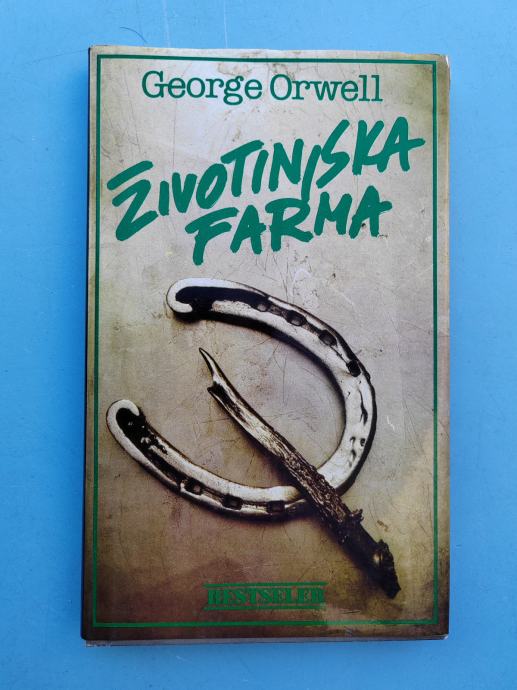 George Orwell
ŽIVOTINJSKA
FARMA
BESTSELER